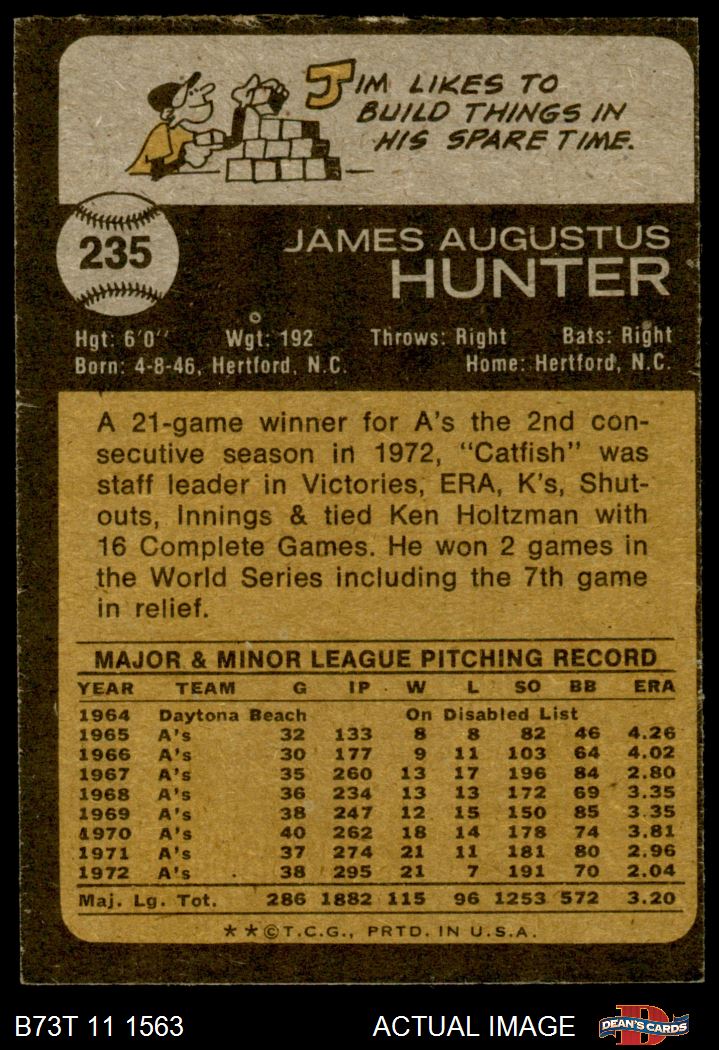 JIM LIKES TO
BUILD THINGS IN
HIS SPARE TIME.
235
JAMES AUGUSTUS
HUNTER
Hgt: 6'0'' Wgt: 192 Throws: Right Bats: Right
Born: 4-8-46, Hertford, N.C. Home: Hertford, N.C.
A 21-game winner for A's the 2nd con-
secutive season in 1972, "Catfish" was
staff leader in Victories, ERA, K's, Shut-
outs, Innings & tied Ken Holtzman with
16 Complete Games. He won 2 games in
the World Series including the 7th game
in relief.
MAJOR & MINOR LEAGUE PITCHING RECORD
YEAR TEAM G IP W L SO BB ERA
1964 Daytona Beach On Disabled List
1965 A's 32 133 8 8 82 46 4.26
1966 A's 30 177 9 11 103 64 4.02
1967 A's 35 260 13 17 196 84 2.80
1968 A's 36 234 13 13 172 69 3.35
1969 A's 38 247 12 15 150 85 3.35
1970 A's 40 262 18 14 178 74 3.81
1971 A's 37 274 21 11 181 80 2.96
1972 A's 38 295 21 7 191 70 2.04
Maj. Lg. Tot. 286 1882 115 96 1253 572 3.20
**©T.C.G., PRTD. IN U.S.A.
B73T 11 1563 ACTUAL IMAGE DEAN'S CARDS